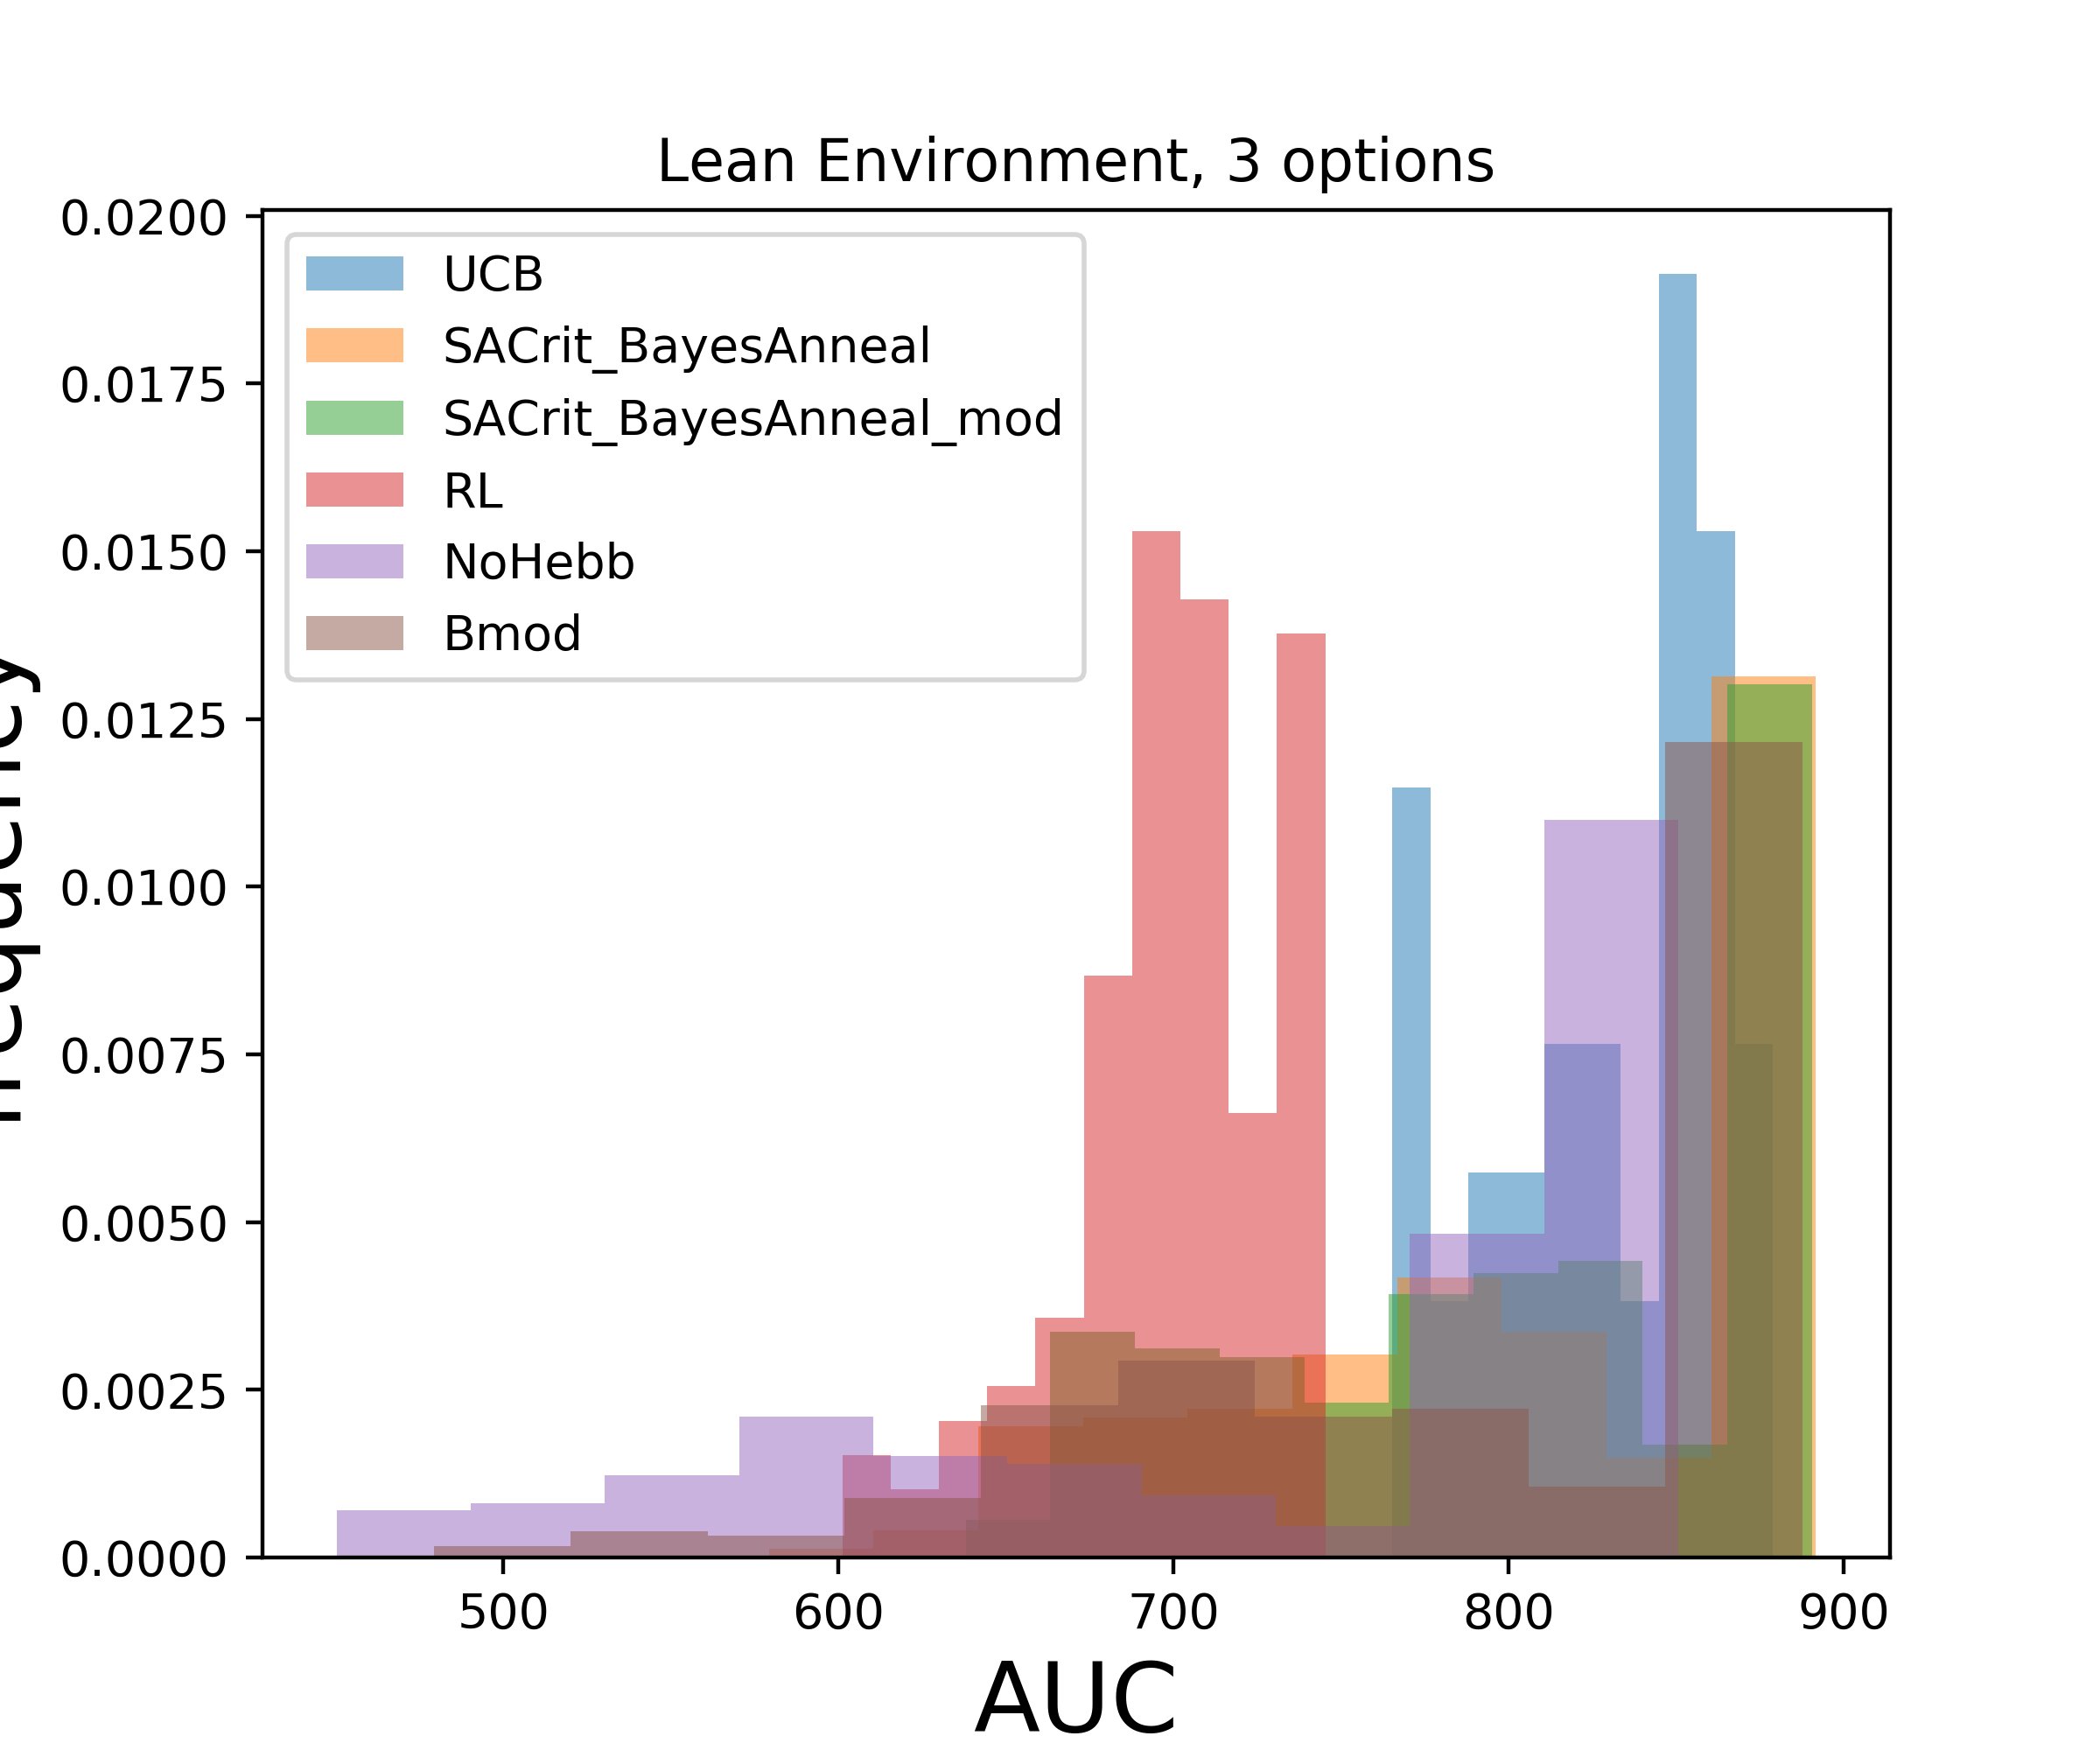 Lean Environment, 3 options
0.0200
0.0175
0.0150
0.0125
0.0100
0.0075
0.0050
0.0025
0.0000
UCB
SACrit_BayesAnneal
SACrit_BayesAnneal_mod
RL
NoHebb
Bmod
500 600 700 800 900
AUC